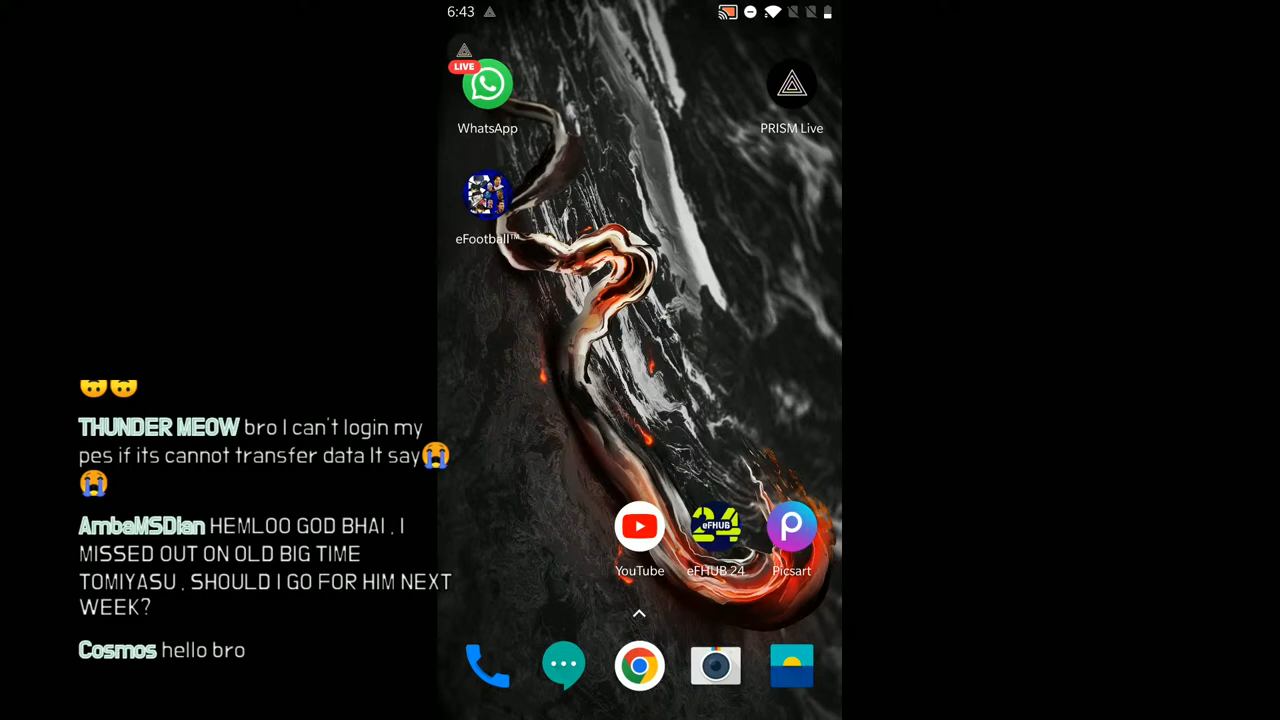 6:43
LIVE
WhatsApp
PRISM Live
eFootball™
THUNDER MEOW bro I can't login my
pes if its cannot transfer data It say😭
😭
AmbaMSDIan HEMLOO GOD BHAI , I
MISSED OUT ON OLD BIG TIME
TOMIYASU , SHOULD I GO FOR HIM NEXT
WEEK?
Cosmos hello bro
24
eFHUB
YouTube
eFHUB 24
Picsart